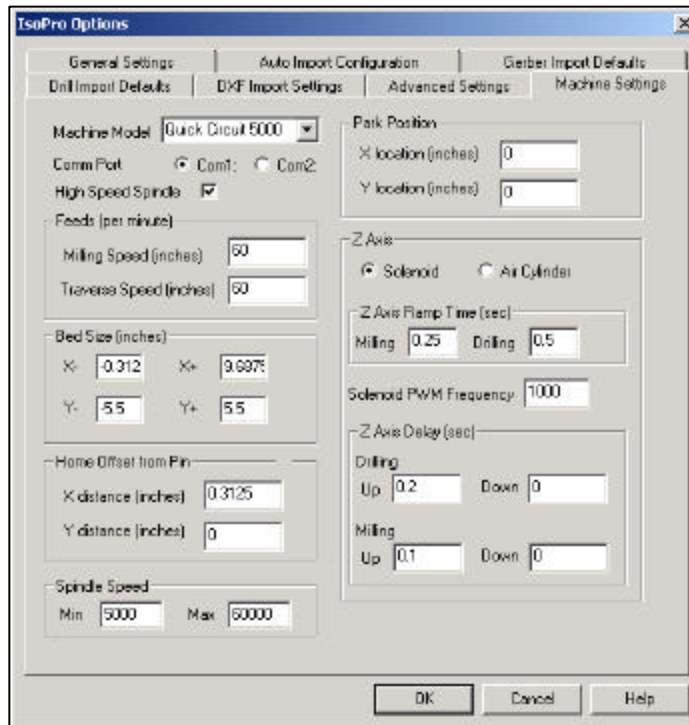 IsoPro Options
General Settings
Auto Import Configuration
Gerber Import Defaults
Drill Import Defaults
DXF Import Settings
Advanced Settings
Machine Settings
Machine Model Quick Circuit 5000
Comm Port Com1: Com2:
High Speed Spindle
Feeds (per minute)
Milling Speed (inches) 60
Traverse Speed (inches) 60
Bed Size (inches)
X- -0.312 X+ 9.6875
Y- -5.5 Y+ 5.5
Home Offset from Pin
X distance (inches) 0.3125
Y distance (inches) 0
Spindle Speed
Min 5000 Max 60000
Park Position
X location (inches) 0
Y location (inches) 0
Z Axis
Solenoid Air Cylinder
Z Axis Ramp Time (sec)
Milling 0.25 Drilling 0.5
Solenoid PWM Frequency 1000
Z Axis Delay (sec)
Drilling
Up 0.2 Down 0
Milling
Up 0.1 Down 0
OK Cancel Help